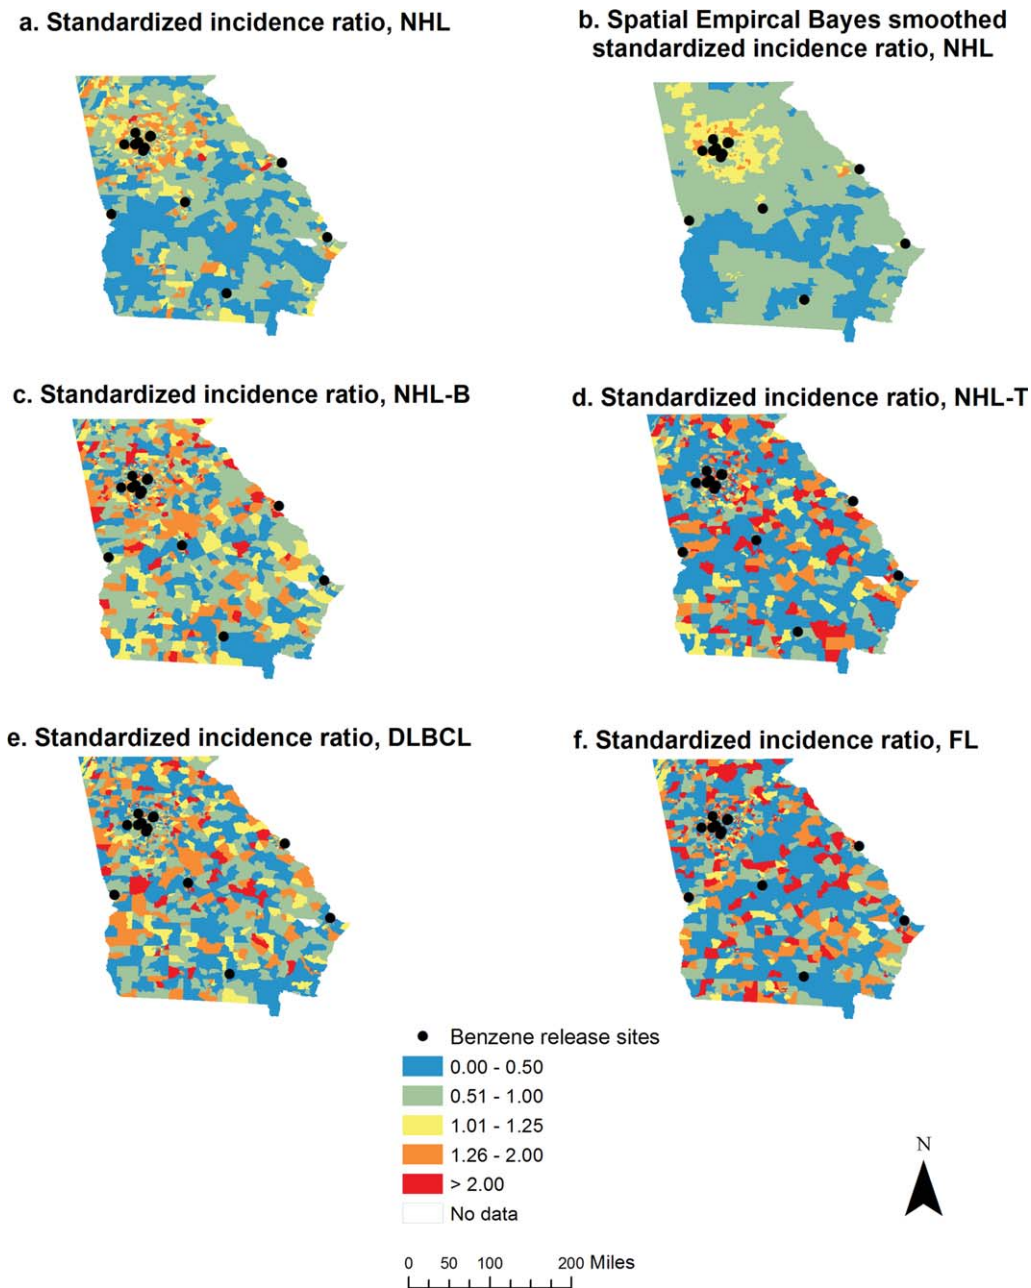 a. Standardized incidence ratio, NHL
b. Spatial Empircal Bayes smoothed
standardized incidence ratio, NHL
c. Standardized incidence ratio, NHL-B
d. Standardized incidence ratio, NHL-T
e. Standardized incidence ratio, DLBCL
f. Standardized incidence ratio, FL
Benzene release sites
0.00 - 0.50
0.51 - 1.00
1.01 - 1.25
1.26 - 2.00
> 2.00
No data
N
0 50 100 200 Miles